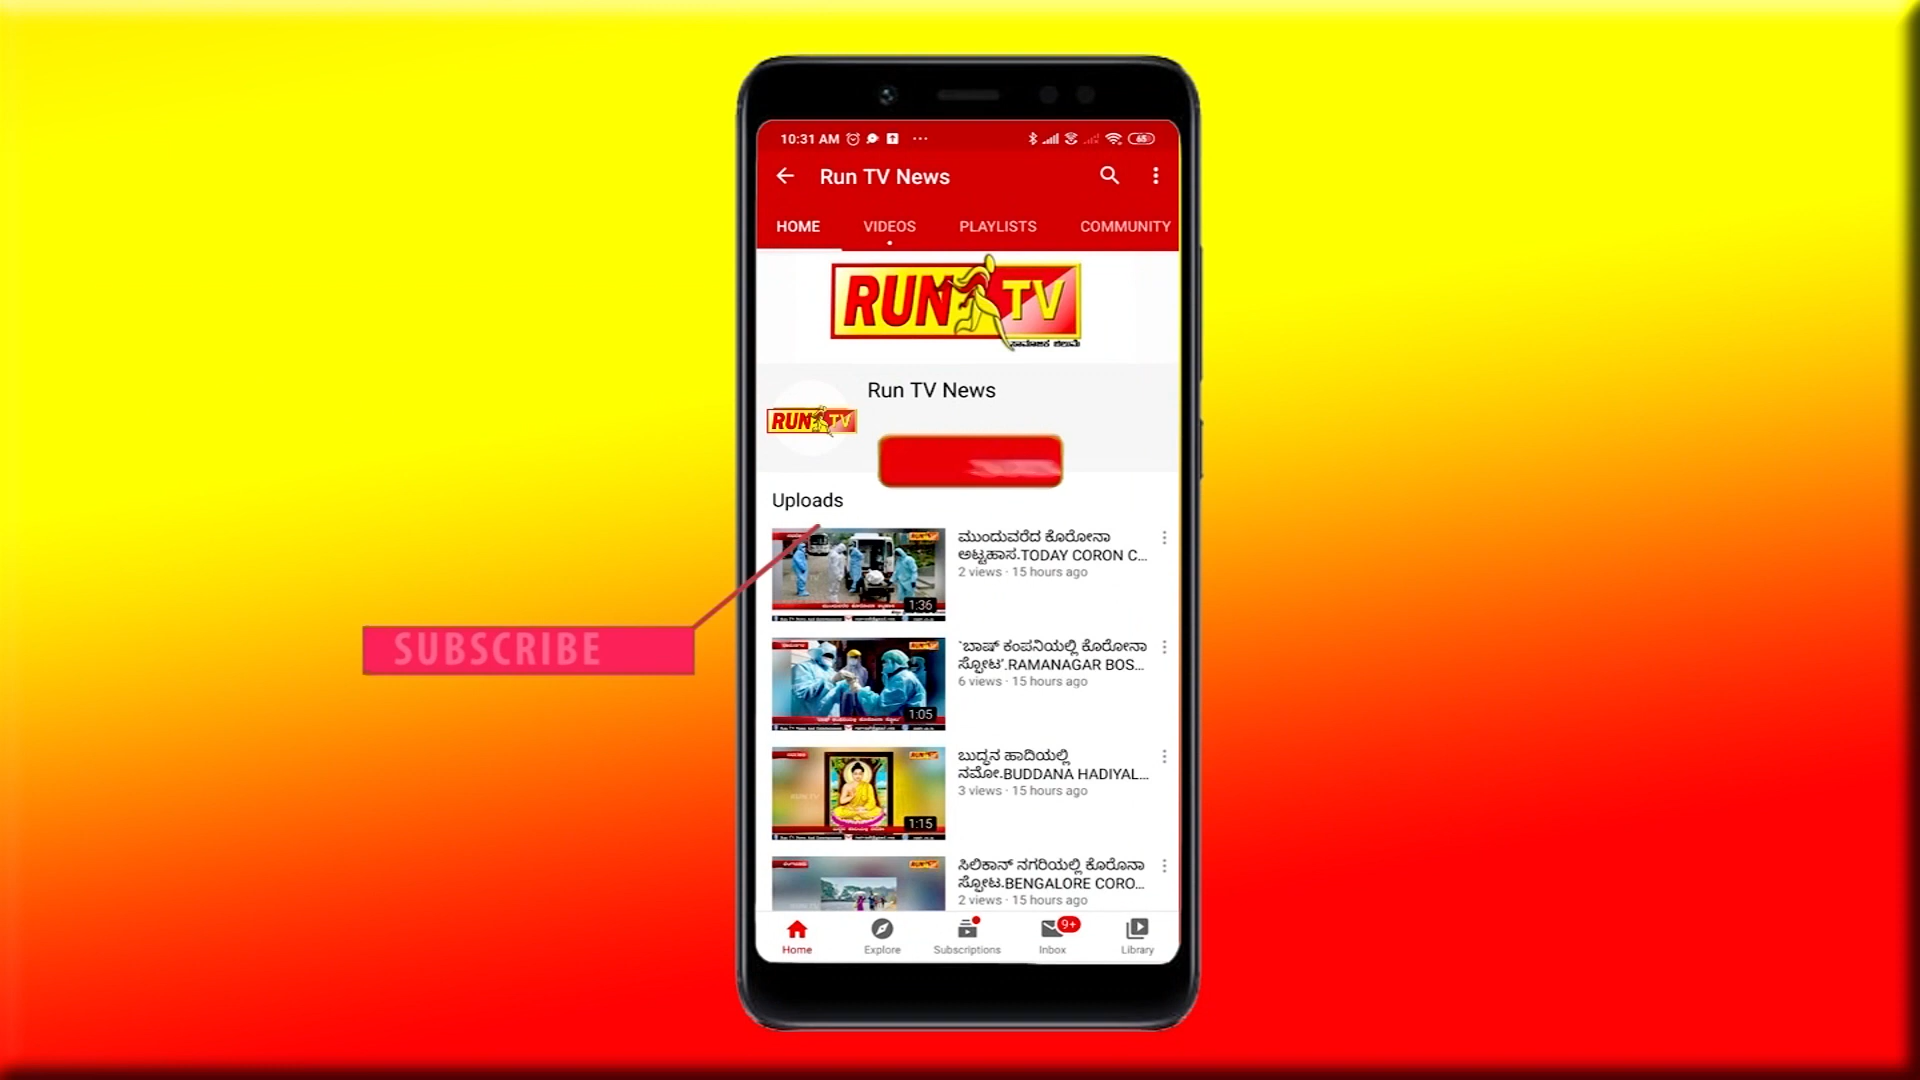 10:31 AM
65
Run TV News
HOME VIDEOS PLAYLISTS COMMUNITY
RUN TV
ಸಾಮಾಜಿಕ ಚಿಲುಮೆ
Run TV News
RUN TV
Uploads
ಮುಂದುವರೆದ ಕೊರೋನಾ
ಅಟ್ಟಹಾಸ.TODAY CORON C...
2 views · 15 hours ago
1:36
SUBSCRIBE
`ಬಾಷ್ ಕಂಪನಿಯಲ್ಲಿ ಕೊರೋನಾ
ಸ್ಫೋಟ'.RAMANAGAR BOS...
6 views · 15 hours ago
1:05
ಬುದ್ಧನ ಹಾದಿಯಲ್ಲಿ
ನಮೋ.BUDDANA HADIYAL...
3 views · 15 hours ago
1:15
ಸಿಲಿಕಾನ್ ನಗರಿಯಲ್ಲಿ ಕೊರೊನಾ
ಸ್ಫೋಟ.BENGALORE CORO...
2 views · 15 hours ago
9+
Home Explore Subscriptions Inbox Library